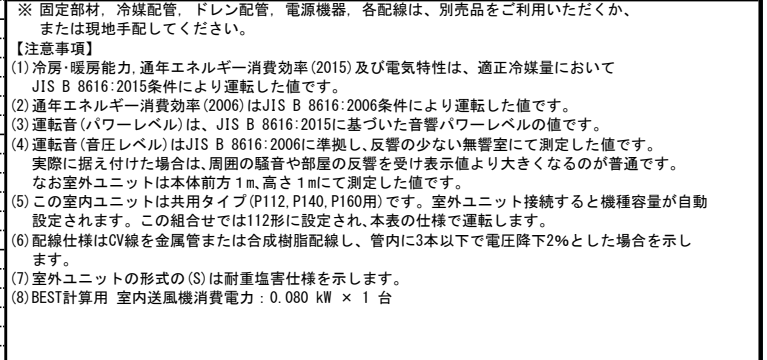 ※ 固定部材, 冷媒配管, ドレン配管, 電源機器, 各配線は、別売品をご利用いただくか、
または現地手配してください。
【注意事項】
(1)冷房･暖房能力,通年エネルギー消費効率(2015)及び電気特性は、適正冷媒量において
JIS B 8616:2015条件により運転した値です。
(2)通年エネルギー消費効率(2006)はJIS B 8616:2006条件により運転した値です。
(3)運転音(パワーレベル)は、JIS B 8616:2015に基づいた音響パワーレベルの値です。
(4)運転音(音圧レベル)はJIS B 8616:2006に準拠し､反響の少ない無響室にて測定した値です。
実際に据え付けた場合は､周囲の騒音や部屋の反響を受け表示値より大きくなるのが普通です。
なお室外ユニットは本体前方１m､高さ１mにて測定した値です。
(5)この室内ユニットは共用タイプ(P112,P140,P160用)です。室外ユニット接続すると機種容量が自動
設定されます。この組合せでは112形に設定され､本表の仕様で運転します。
(6)配線仕様はCV線を金属管または合成樹脂配線し、管内に3本以下で電圧降下2%とした場合を示し
ます。
(7)室外ユニットの形式の(S)は耐重塩害仕様を示します。
(8)BEST計算用 室内送風機消費電力：0.080 kW × 1 台